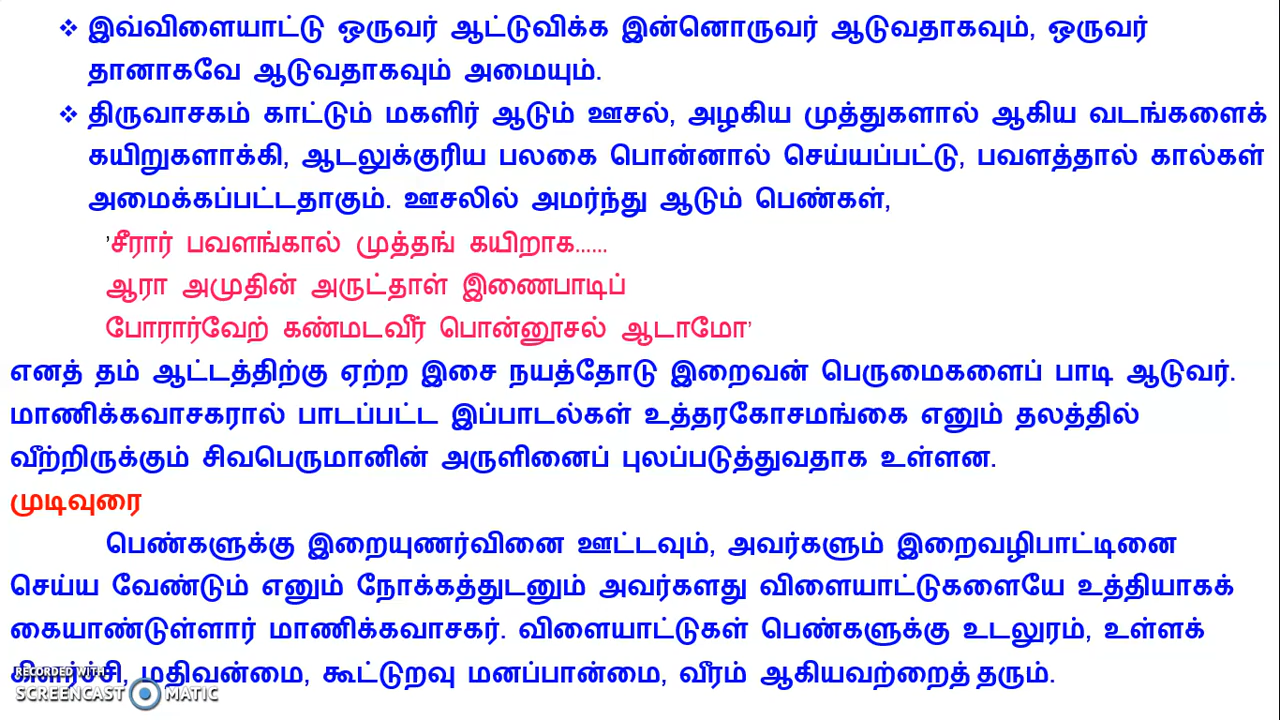 ❖ இவ்விளையாட்டு ஒருவர் ஆட்டுவிக்க இன்னொருவர் ஆடுவதாகவும், ஒருவர்
தானாகவே ஆடுவதாகவும் அமையும்.
❖ திருவாசகம் காட்டும் மகளிர் ஆடும் ஊசல், அழகிய முத்துகளால் ஆகிய வடங்களைக்
கயிறுகளாக்கி, ஆடலுக்குரிய பலகை பொன்னால் செய்யப்பட்டு, பவளத்தால் கால்கள்
அமைக்கப்பட்டதாகும். ஊசலில் அமர்ந்து ஆடும் பெண்கள்,
’சீரார் பவளங்கால் முத்தங் கயிறாக......
ஆரா அமுதின் அருட்தாள் இணைபாடிப்
போரார்வேற் கண்மடவீர் பொன்னூசல் ஆடாமோ’
எனத் தம் ஆட்டத்திற்கு ஏற்ற இசை நயத்தோடு இறைவன் பெருமைகளைப் பாடி ஆடுவர்.
மாணிக்கவாசகரால் பாடப்பட்ட இப்பாடல்கள் உத்தரகோசமங்கை எனும் தலத்தில்
வீற்றிருக்கும் சிவபெருமானின் அருளினைப் புலப்படுத்துவதாக உள்ளன.
முடிவுரை
பெண்களுக்கு இறையுணர்வினை ஊட்டவும், அவர்களும் இறைவழிபாட்டினை
செய்ய வேண்டும் எனும் நோக்கத்துடனும் அவர்களது விளையாட்டுகளையே உத்தியாகக்
கையாண்டுள்ளார் மாணிக்கவாசகர். விளையாட்டுகள் பெண்களுக்கு உடலுரம், உள்ளக்
கிளர்ச்சி, மதிவன்மை, கூட்டுறவு மனப்பான்மை, வீரம் ஆகியவற்றைத் தரும்.
RECORDED WITH
SCREENCAST MATIC